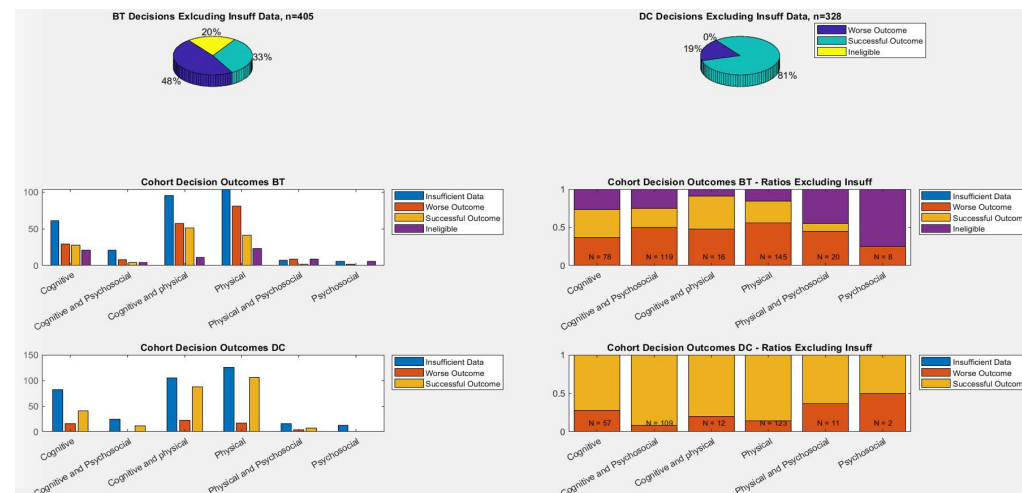 BT Decisions Exlcuding Insuff Data, n=405
20%
33%
48%
DC Decisions Excluding Insuff Data, n=328
0%
19%
81%
Worse Outcome
Successful Outcome
Ineligible
Cohort Decision Outcomes BT
100
50
0
Cognitive
Cognitive and Psychosocial
Cognitive and physical
Physical
Physical and Psychosocial
Psychosocial
Insufficient Data
Worse Outcome
Successful Outcome
Ineligible
Cohort Decision Outcomes BT - Ratios Excluding Insuff
1
0.5
0
N = 78
N = 119
N = 16
N = 145
N = 20
N = 8
Cognitive
Cognitive and Psychosocial
Cognitive and physical
Physical
Physical and Psychosocial
Psychosocial
Insufficient Data
Worse Outcome
Successful Outcome
Ineligible
Cohort Decision Outcomes DC
150
100
50
0
Cognitive
Cognitive and Psychosocial
Cognitive and physical
Physical
Physical and Psychosocial
Psychosocial
Insufficient Data
Worse Outcome
Successful Outcome
Cohort Decision Outcomes DC - Ratios Excluding Insuff
1
0.5
0
N = 57
N = 109
N = 12
N = 123
N = 11
N = 2
Cognitive
Cognitive and Psychosocial
Cognitive and physical
Physical
Physical and Psychosocial
Psychosocial
Insufficient Data
Worse Outcome
Successful Outcome